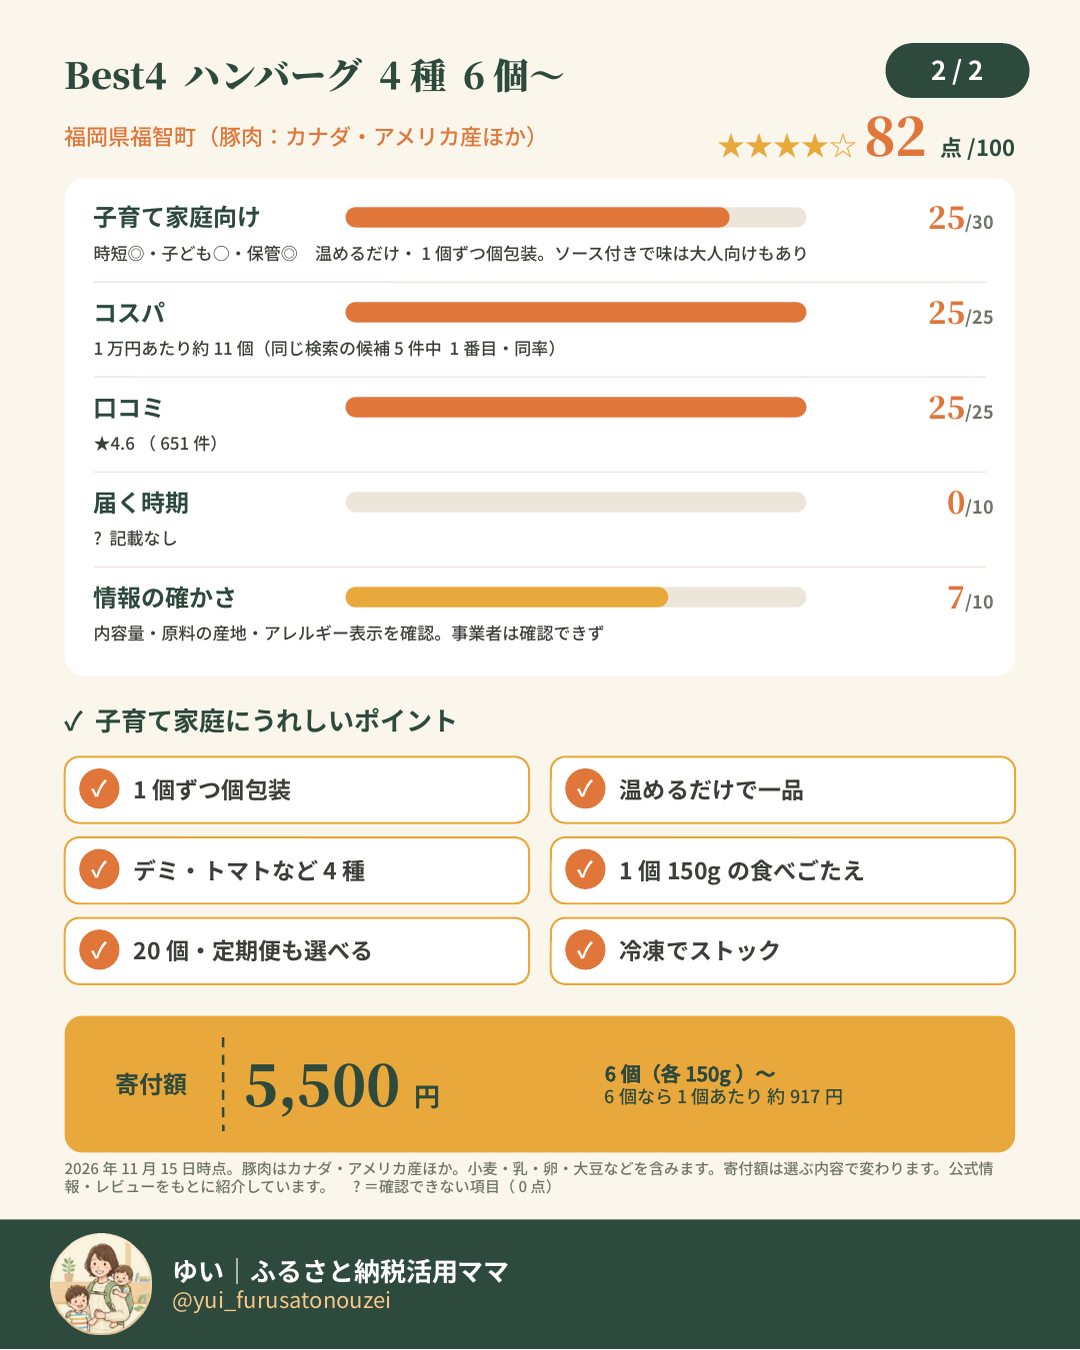 Best4 ハンバーグ 4種 6個〜
2 / 2
福岡県福智町（豚肉：カナダ・アメリカ産ほか）
★★★★☆ 82 点 /100
子育て家庭向け 25/30
時短◎・子ども○・保管◎ 温めるだけ・1個ずつ個包装。ソース付きで味は大人向けもあり
コスパ 25/25
1万円あたり約11個（同じ検索の候補5件中 1番目・同率）
口コミ 25/25
★4.6（651件）
届く時期 0/10
? 記載なし
情報の確かさ 7/10
内容量・原料の産地・アレルギー表示を確認。事業者は確認できず
✓ 子育て家庭にうれしいポイント
✓ 1個ずつ個包装
✓ 温めるだけで一品
✓ デミ・トマトなど4種
✓ 1個150gの食べごたえ
✓ 20個・定期便も選べる
✓ 冷凍でストック
寄付額 5,500 円
6個（各150g）〜
6個なら1個あたり 約917円
2026年11月15日時点。豚肉はカナダ・アメリカ産ほか。小麦・乳・卵・大豆などを含みます。寄付額は選ぶ内容で変わります。公式情
報・レビューをもとに紹介しています。 ?＝確認できない項目（0点）
ゆい｜ふるさと納税活用ママ
@yui_furusatonouzei